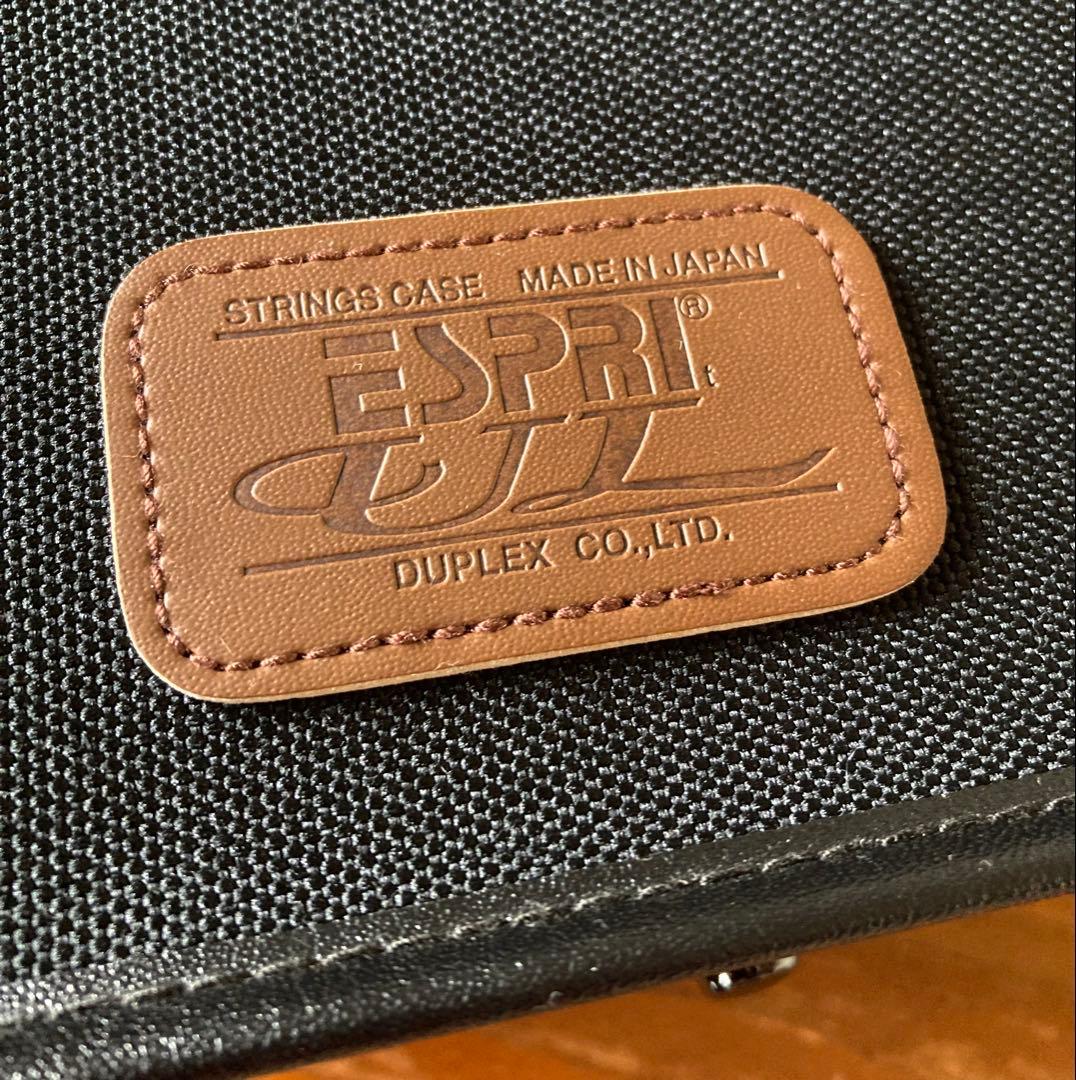 STRINGS CASE MADE IN JAPAN
ESPRIt®
DUPLEX CO.,LTD.